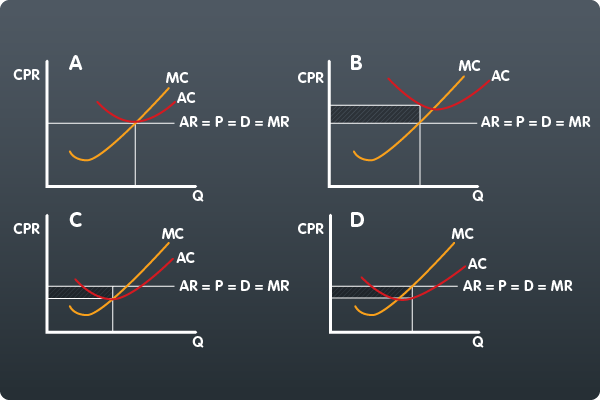 A
CPR
MC
AC
AR = P = D = MR
Q
B
CPR
MC
AC
AR = P = D = MR
Q
C
CPR
MC
AC
AR = P = D = MR
Q
D
CPR
MC
AC
AR = P = D = MR
Q